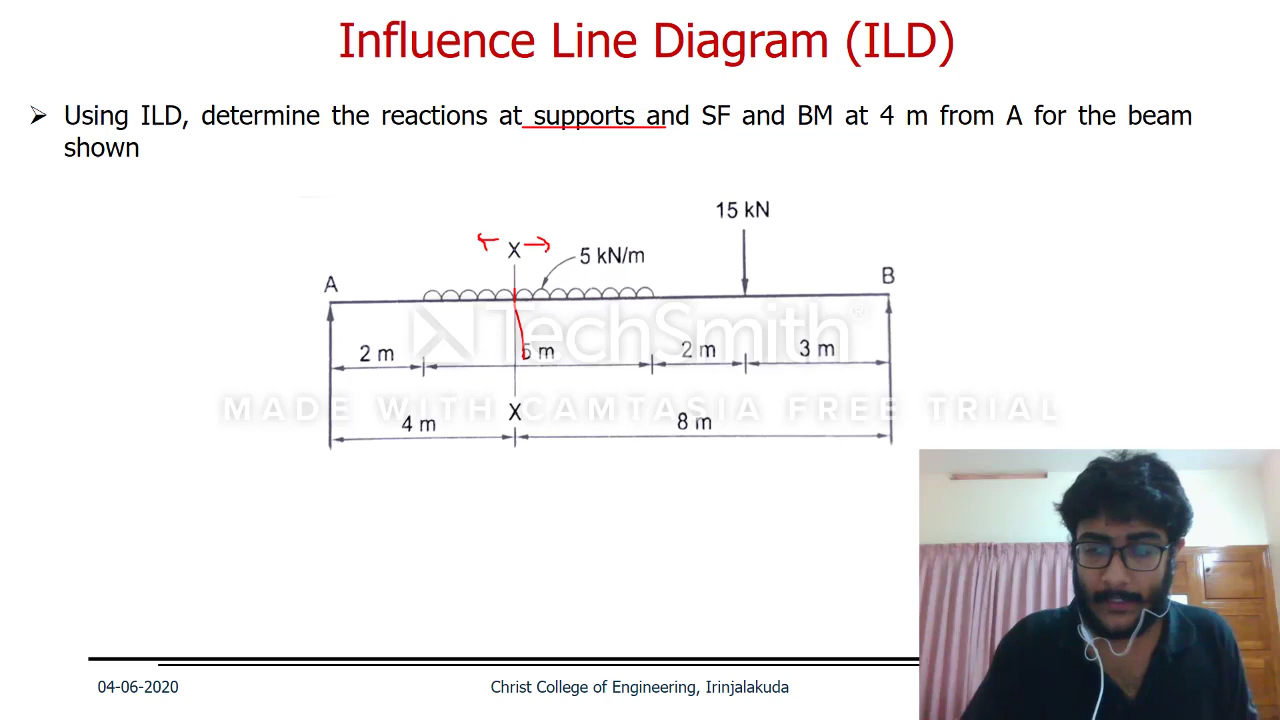 Influence Line Diagram (ILD)
➢ Using ILD, determine the reactions at supports and SF and BM at 4 m from A for the beam
shown
15 kN
X
5 kN/m
A
B
TechSmith®
2 m
5 m
2 m
3 m
MADE WITH CAMTASIA FREE TRIAL
4 m
X
8 m
04-06-2020
Christ College of Engineering, Irinjalakuda